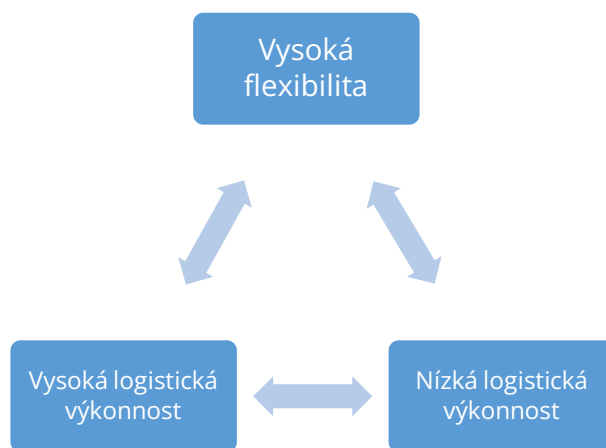 Vysoká
flexibilita
Vysoká logistická
výkonnost
Nízká logistická
výkonnost